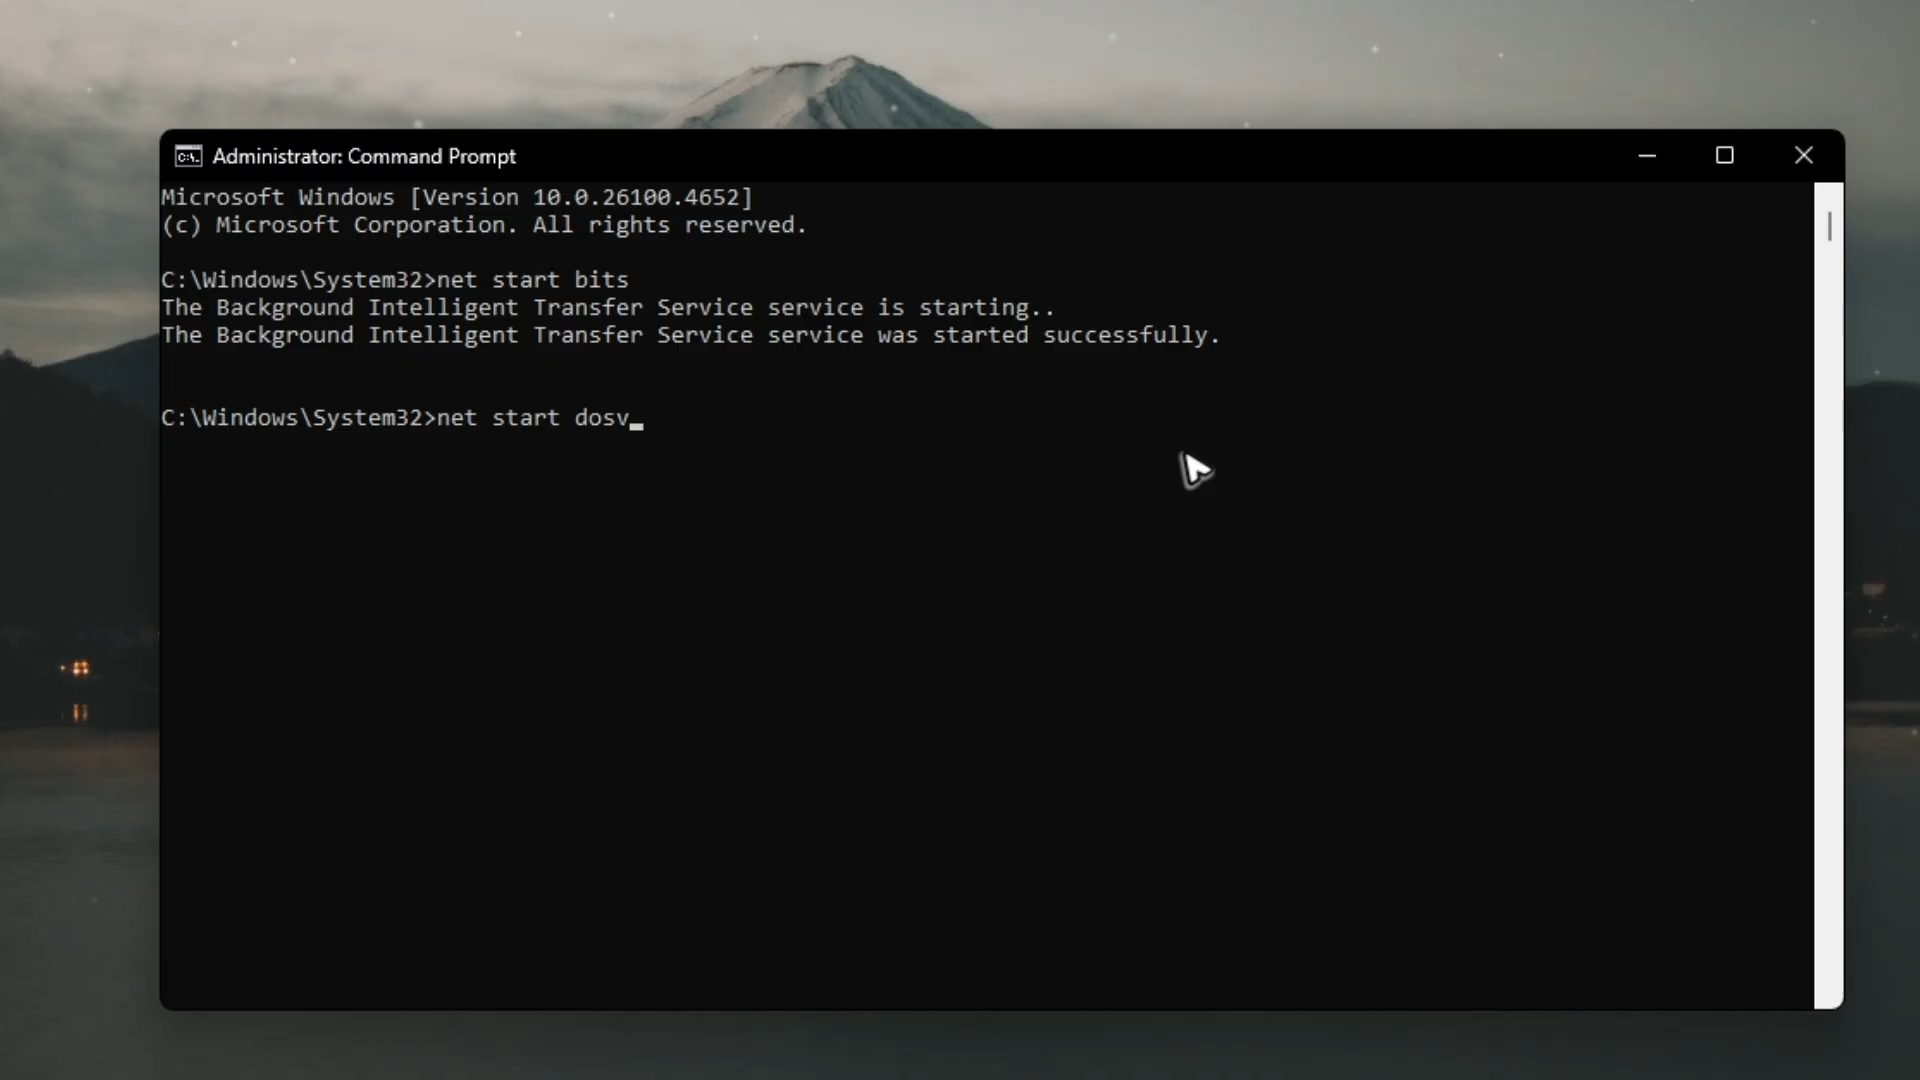 Administrator: Command Prompt
Microsoft Windows [Version 10.0.26100.4652]
(c) Microsoft Corporation. All rights reserved.
C:\Windows\System32>net start bits
The Background Intelligent Transfer Service service is starting..
The Background Intelligent Transfer Service service was started successfully.
C:\Windows\System32>net start dosv